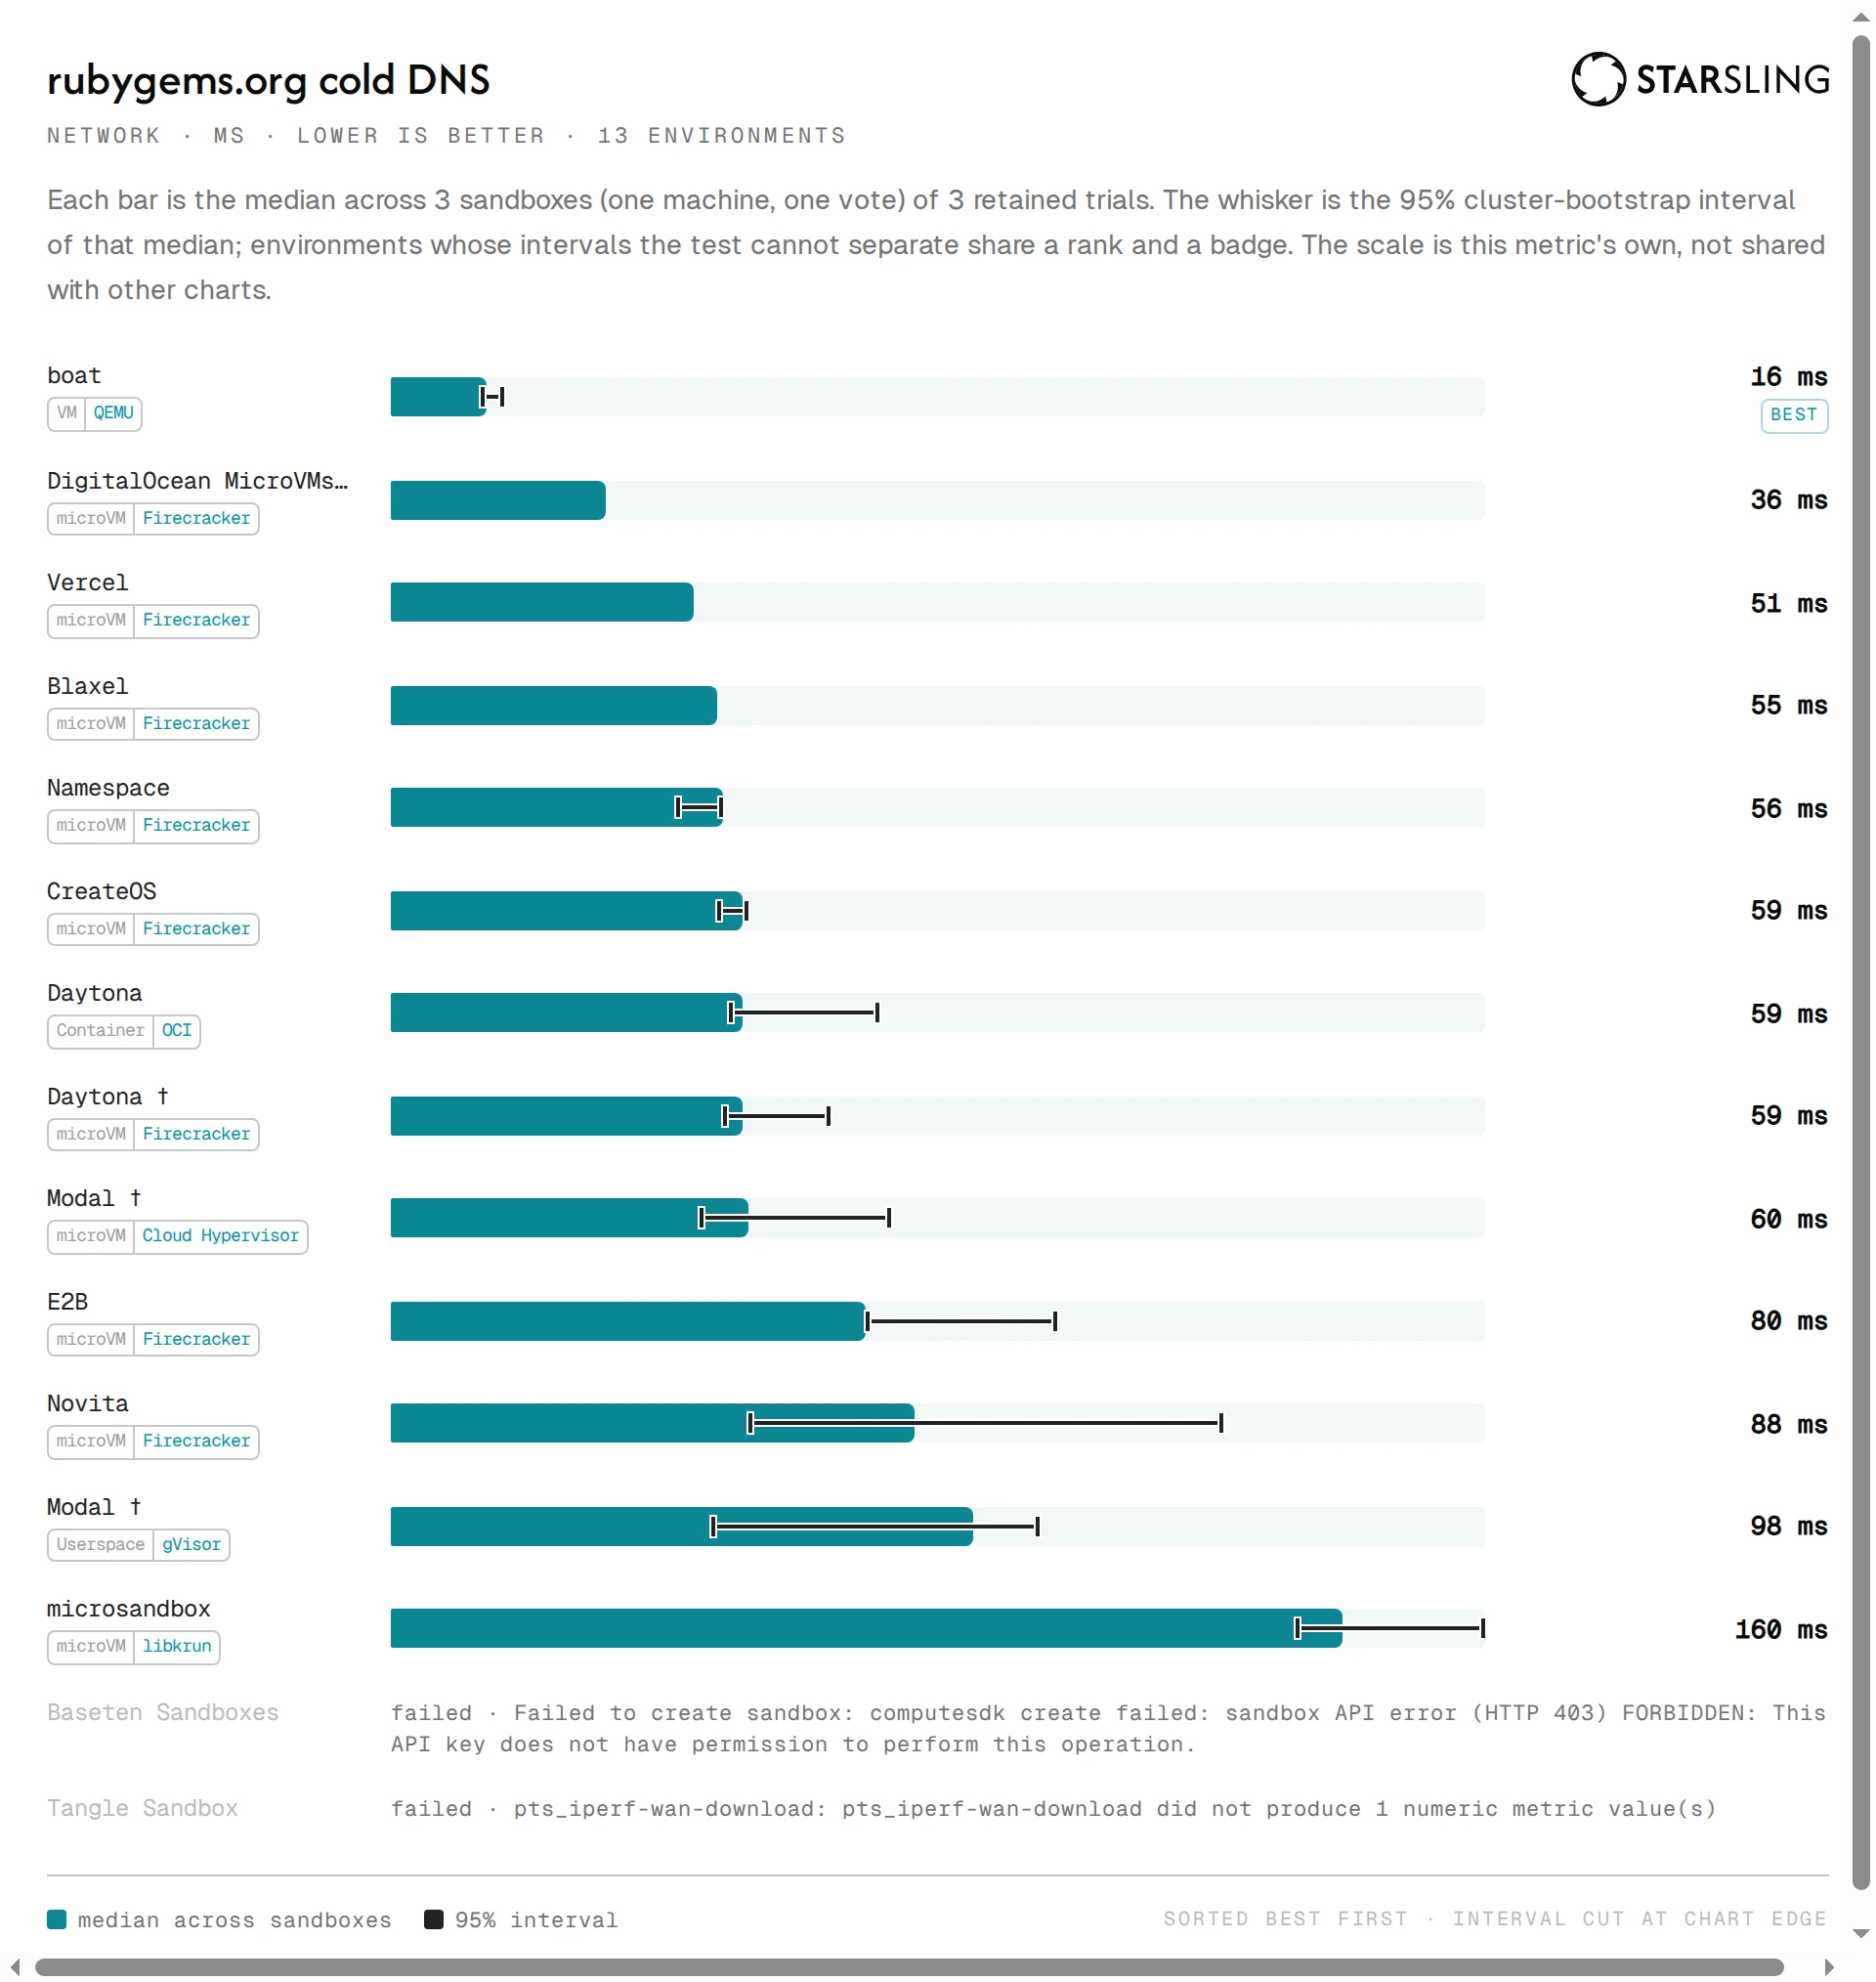 rubygems.org cold DNS
STARSLING
NETWORK · MS · LOWER IS BETTER · 13 ENVIRONMENTS
Each bar is the median across 3 sandboxes (one machine, one vote) of 3 retained trials. The whisker is the 95% cluster-bootstrap interval
of that median; environments whose intervals the test cannot separate share a rank and a badge. The scale is this metric's own, not shared
with other charts.
boat
VM QEMU
16 ms
BEST
DigitalOcean MicroVMs…
microVM Firecracker
36 ms
Vercel
microVM Firecracker
51 ms
Blaxel
microVM Firecracker
55 ms
Namespace
microVM Firecracker
56 ms
CreateOS
microVM Firecracker
59 ms
Daytona
Container OCI
59 ms
Daytona †
microVM Firecracker
59 ms
Modal †
microVM Cloud Hypervisor
60 ms
E2B
microVM Firecracker
80 ms
Novita
microVM Firecracker
88 ms
Modal †
Userspace gVisor
98 ms
microsandbox
microVM libkrun
160 ms
Baseten Sandboxes
failed · Failed to create sandbox: computesdk create failed: sandbox API error (HTTP 403) FORBIDDEN: This
API key does not have permission to perform this operation.
Tangle Sandbox
failed · pts_iperf-wan-download: pts_iperf-wan-download did not produce 1 numeric metric value(s)
median across sandboxes
95% interval
SORTED BEST FIRST · INTERVAL CUT AT CHART EDGE